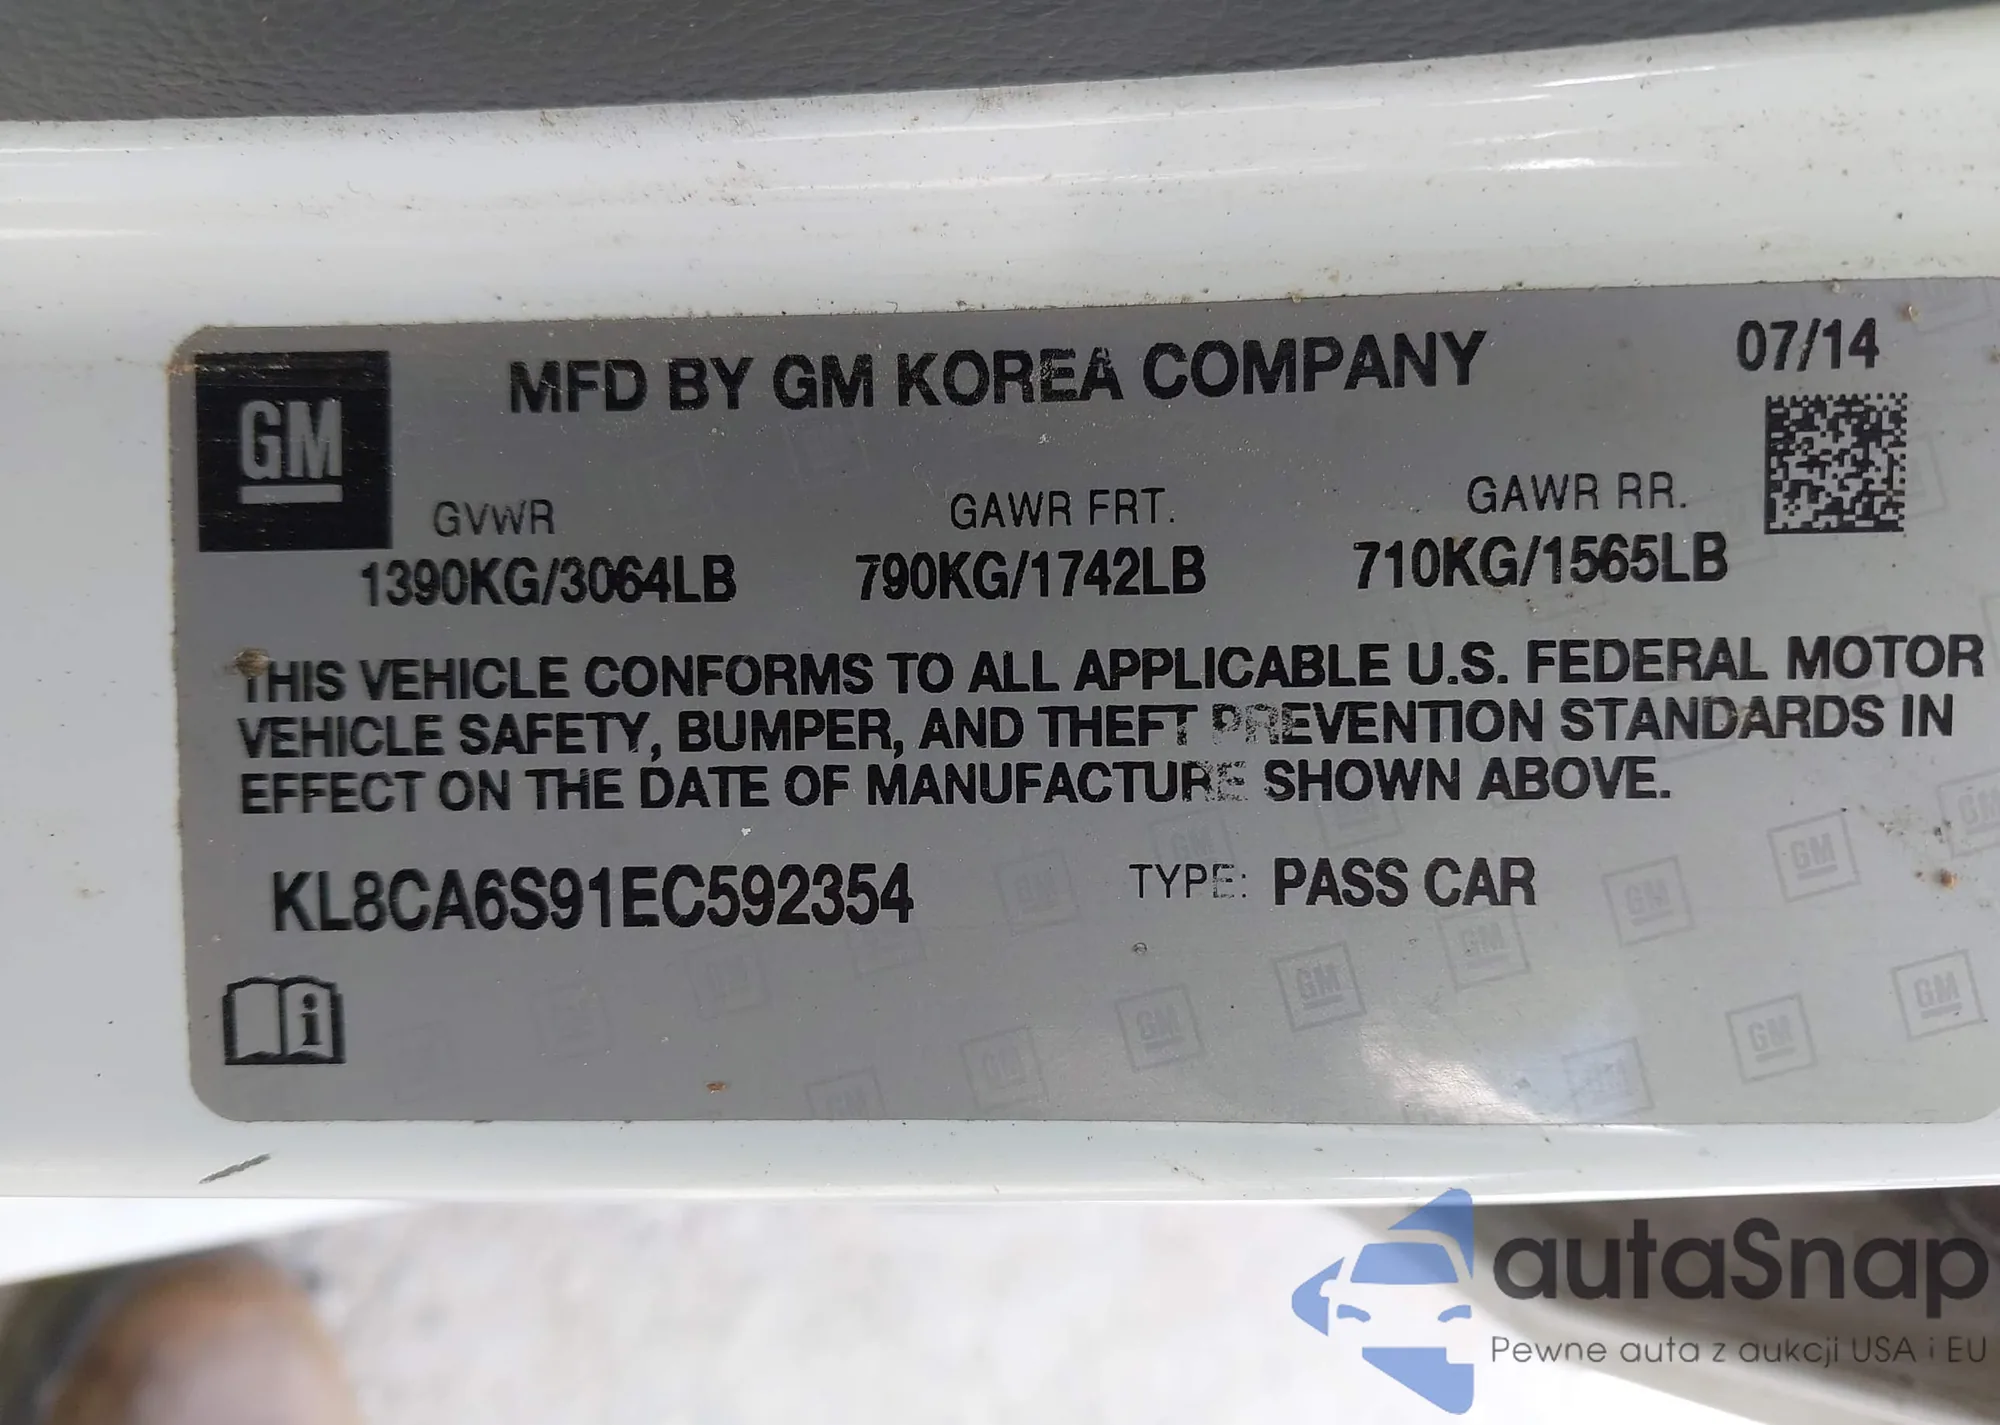 MFD BY GM KOREA COMPANY 07/14
GM
GVWR GAWR FRT. GAWR RR.
1390KG/3064LB 790KG/1742LB 710KG/1565LB
THIS VEHICLE CONFORMS TO ALL APPLICABLE U.S. FEDERAL MOTOR
VEHICLE SAFETY, BUMPER, AND THEFT PREVENTION STANDARDS IN
EFFECT ON THE DATE OF MANUFACTURE SHOWN ABOVE.
KL8CA6S91EC592354 TYPE: PASS CAR
i
autaSnap
Pewne auta z aukcji USA i EU